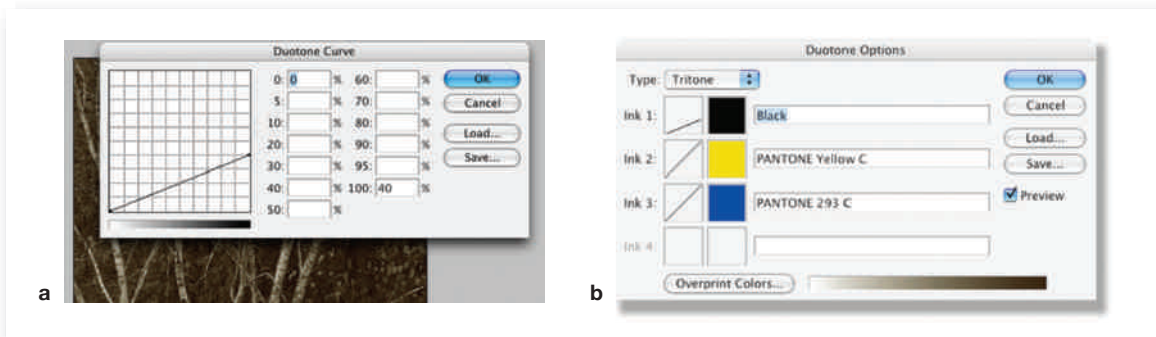 Duotone Curve
0: 0 % 60: %
5: % 70: %
10: % 80: %
20: % 90: %
30: % 95: %
40: % 100: 40 %
50: %
OK
Cancel
Load...
Save...
a
Duotone Options
Type: Tritone
Ink 1: Black
Ink 2: PANTONE Yellow C
Ink 3: PANTONE 293 C
Ink 4:
Overprint Colors...
OK
Cancel
Load...
Save...
Preview
b